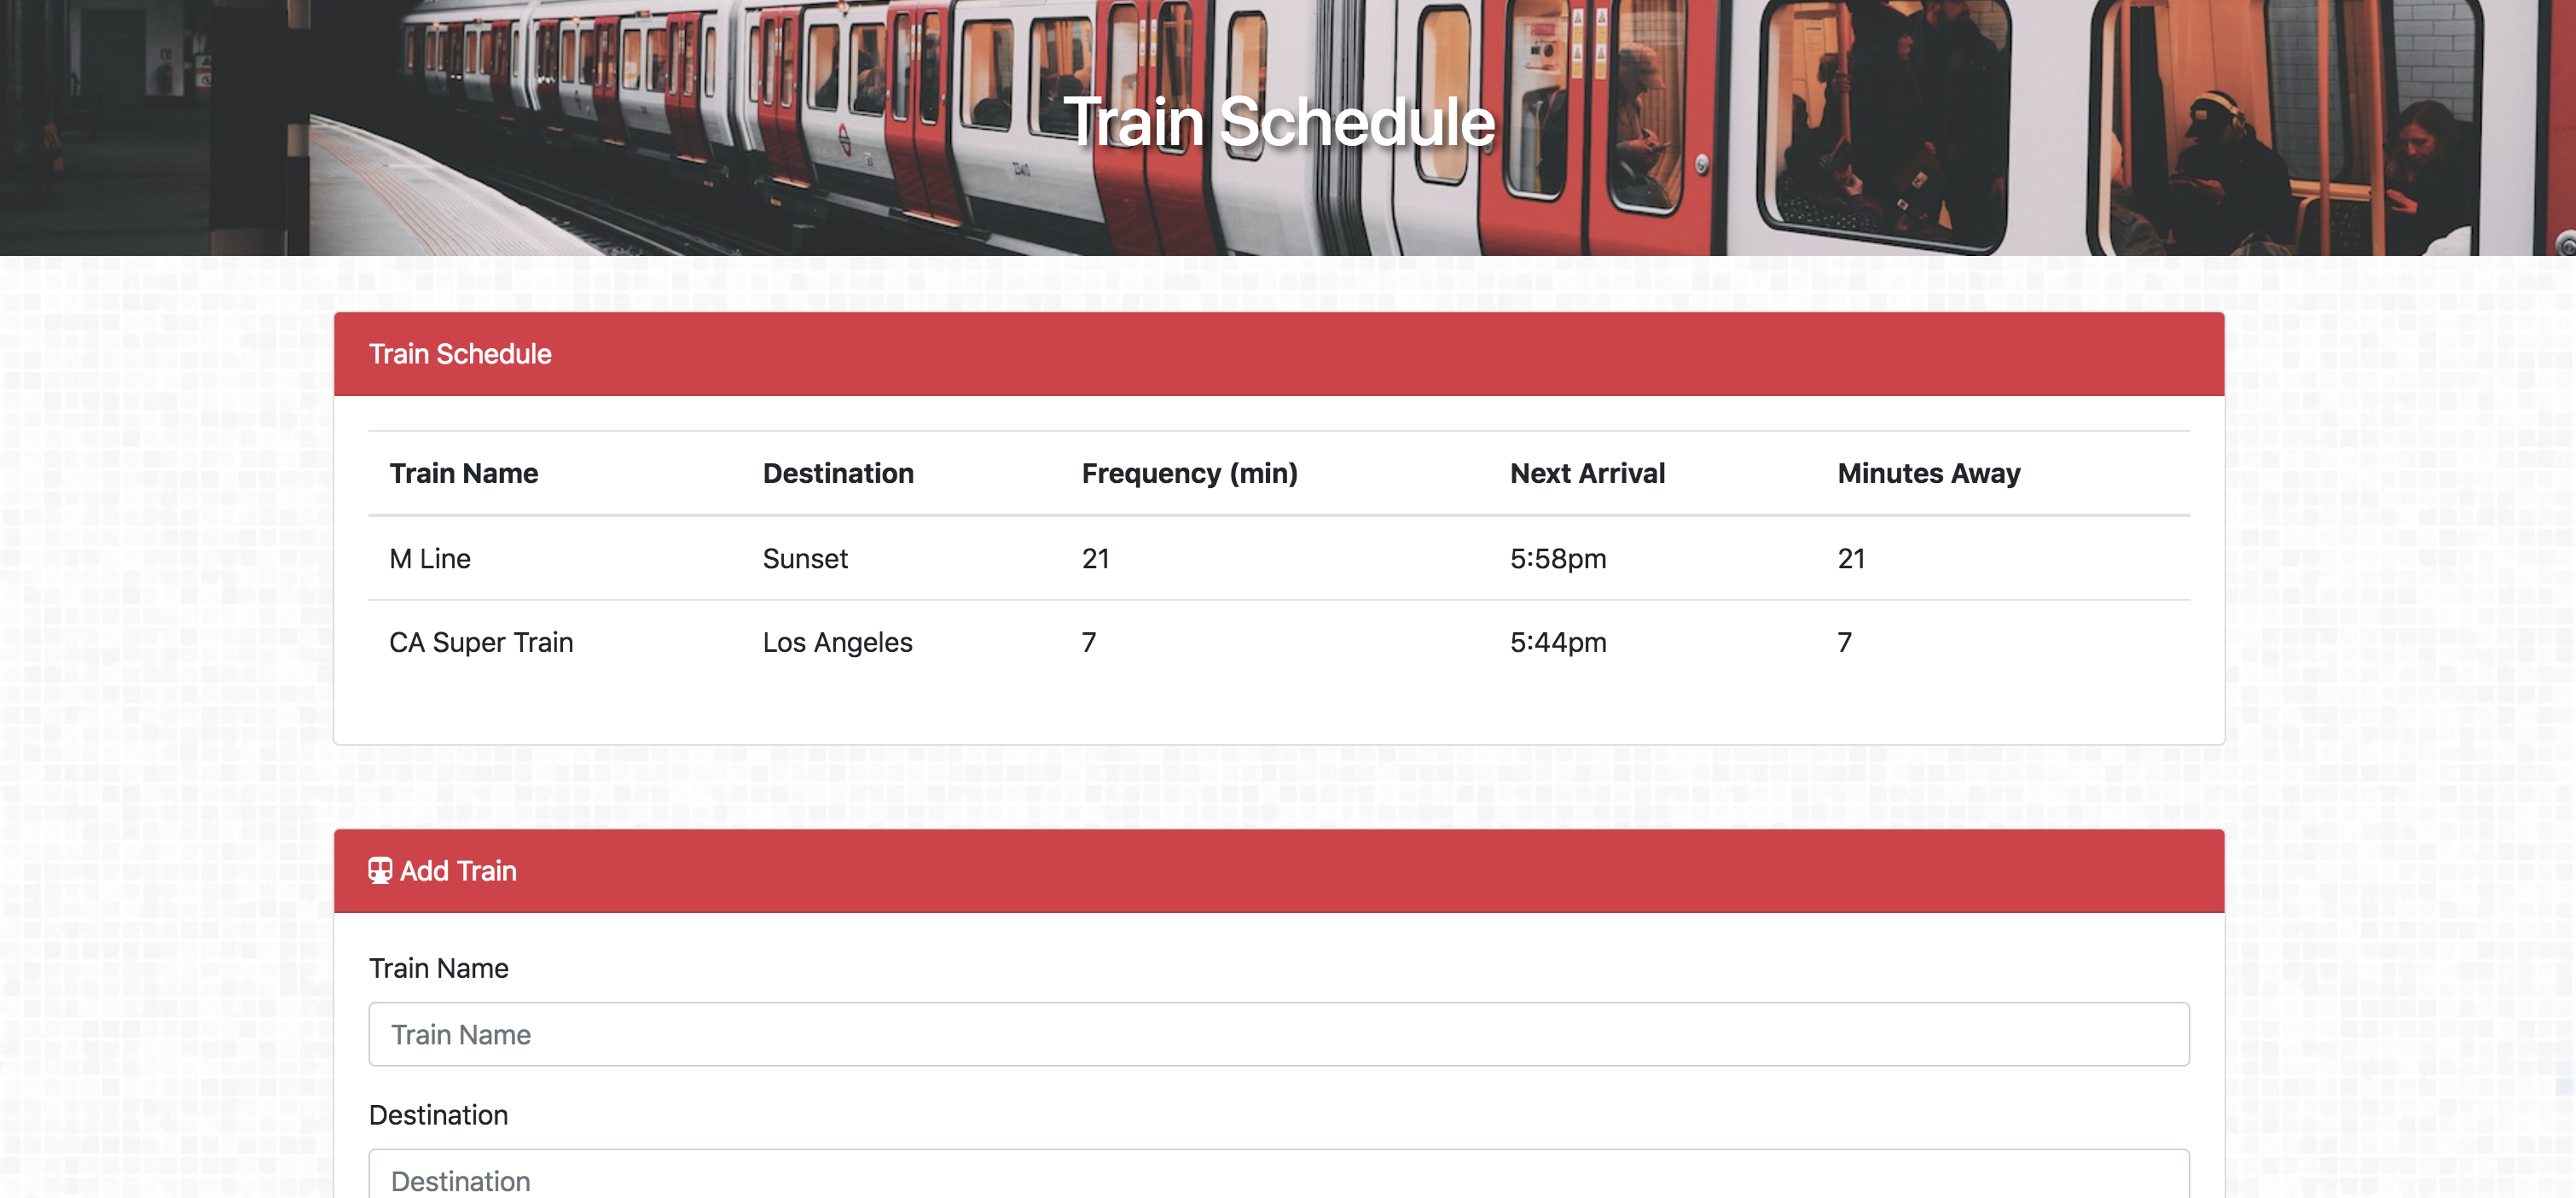 Train Schedule
Train Schedule
Train Name Destination Frequency (min) Next Arrival Minutes Away
M Line Sunset 21 5:58pm 21
CA Super Train Los Angeles 7 5:44pm 7
Add Train
Train Name
Train Name
Destination
Destination